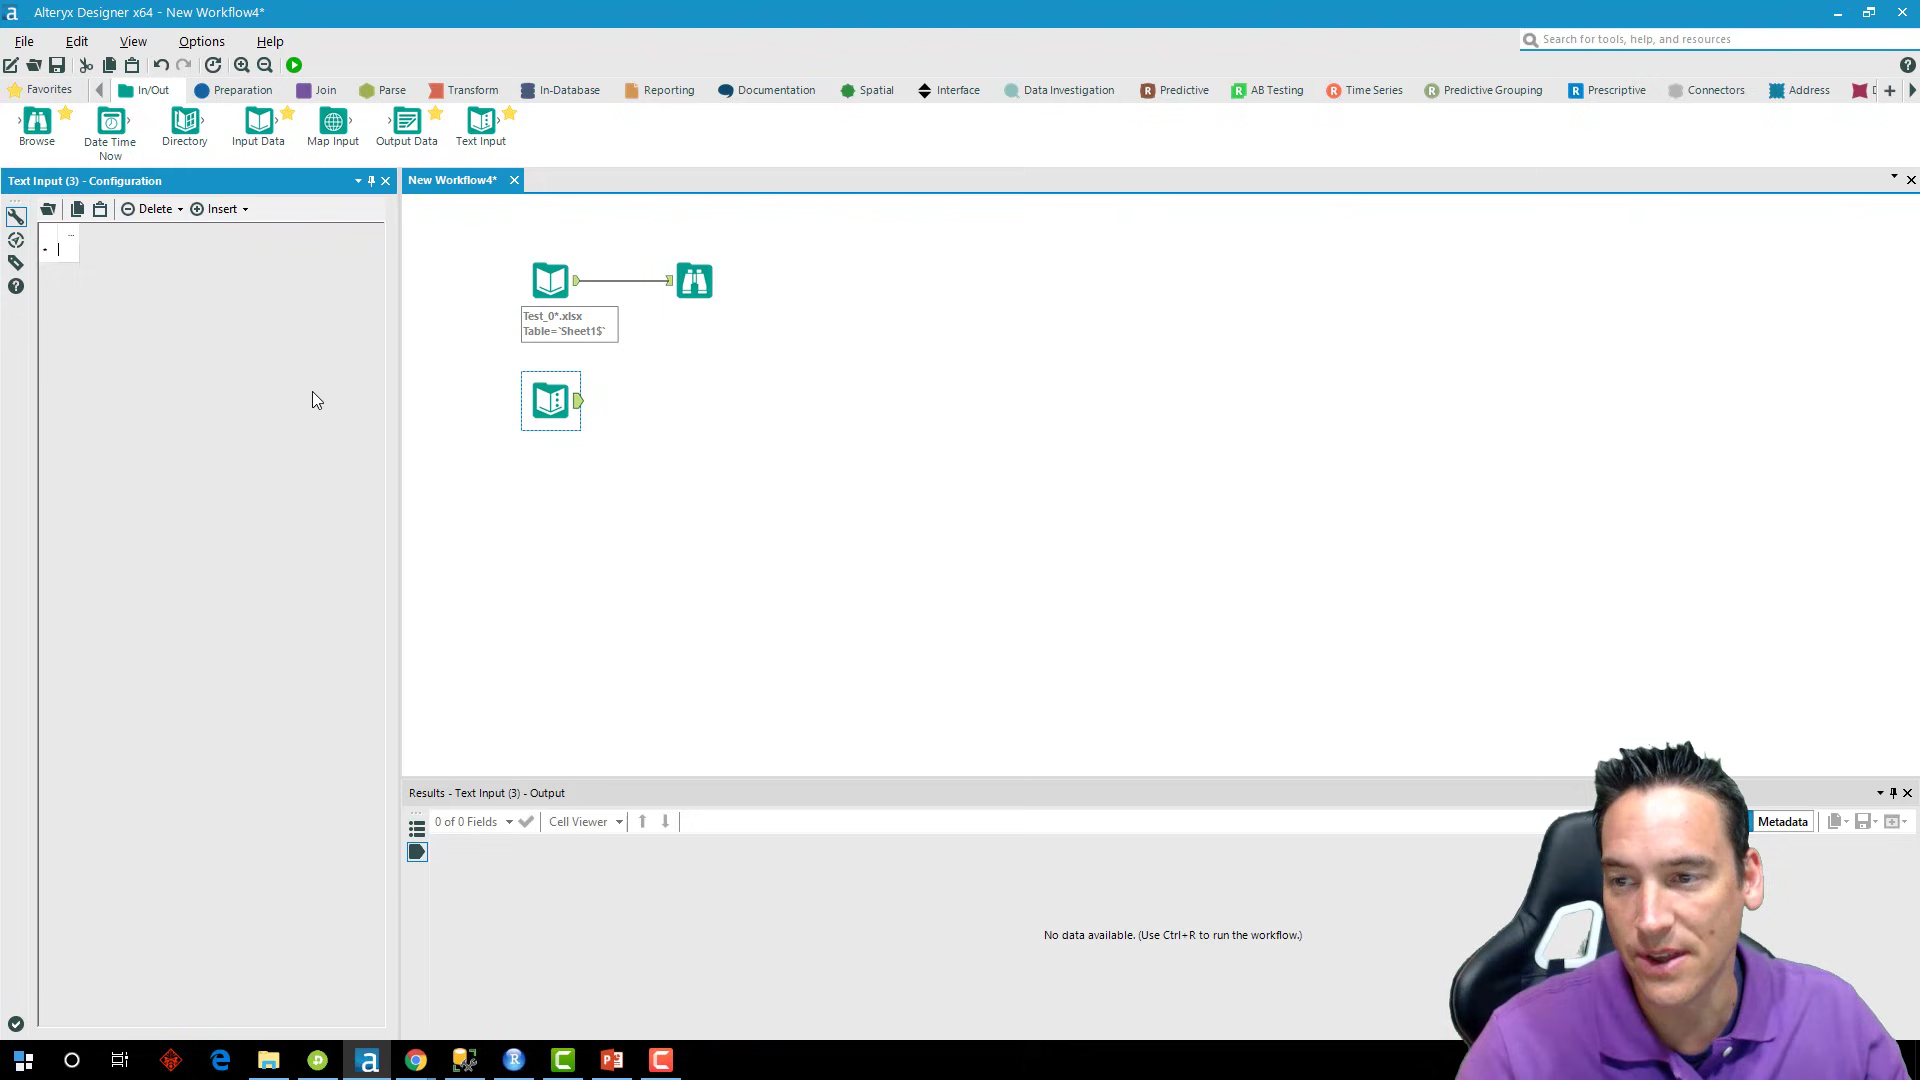 Alteryx Designer x64 - New Workflow4*
File Edit View Options Help
Search for tools, help, and resources
Favorites In/Out Preparation Join Parse Transform In-Database Reporting Documentation Spatial Interface Data Investigation Predictive AB Testing Time Series Predictive Grouping Prescriptive Connectors Address
Browse Date Time Now Directory Input Data Map Input Output Data Text Input
Text Input (3) - Configuration
New Workflow4*
Delete Insert
...
Test_0*.xlsx
Table=`Sheet1$`
Results - Text Input (3) - Output
0 of 0 Fields Cell Viewer Metadata
No data available. (Use Ctrl+R to run the workflow.)